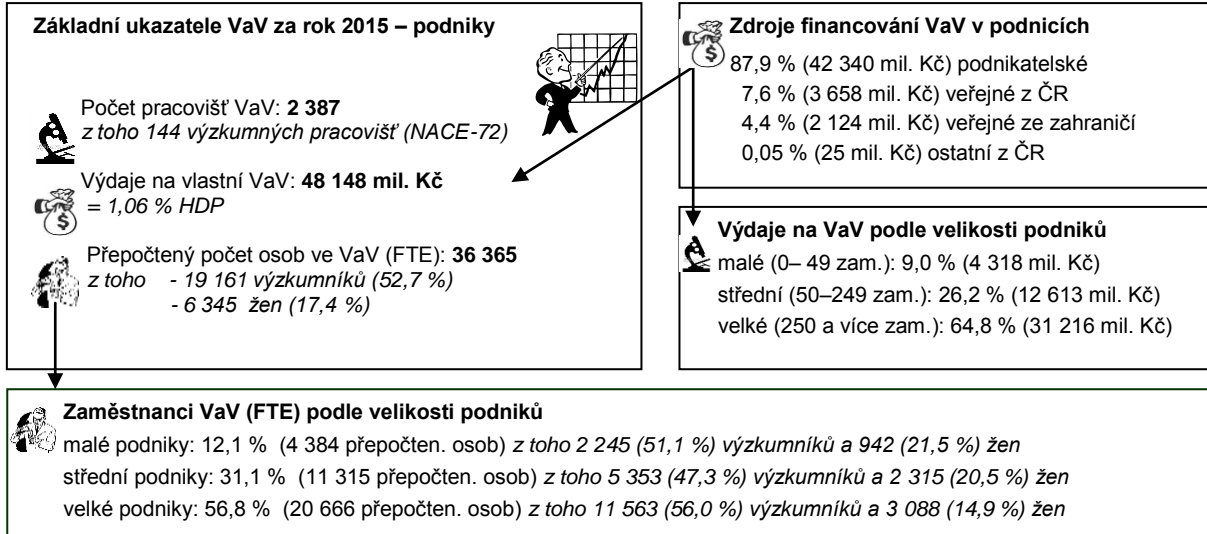 Základní ukazatele VaV za rok 2015 – podniky
Počet pracovišť VaV: 2 387
z toho 144 výzkumných pracovišť (NACE-72)
Výdaje na vlastní VaV: 48 148 mil. Kč
= 1,06 % HDP
Přepočtený počet osob ve VaV (FTE): 36 365
z toho - 19 161 výzkumníků (52,7 %)
- 6 345 žen (17,4 %)
Zdroje financování VaV v podnicích
87,9 % (42 340 mil. Kč) podnikatelské
7,6 % (3 658 mil. Kč) veřejné z ČR
4,4 % (2 124 mil. Kč) veřejné ze zahraničí
0,05 % (25 mil. Kč) ostatní z ČR
Výdaje na VaV podle velikosti podniků
malé (0– 49 zam.): 9,0 % (4 318 mil. Kč)
střední (50–249 zam.): 26,2 % (12 613 mil. Kč)
velké (250 a více zam.): 64,8 % (31 216 mil. Kč)
Zaměstnanci VaV (FTE) podle velikosti podniků
malé podniky: 12,1 % (4 384 přepočten. osob) z toho 2 245 (51,1 %) výzkumníků a 942 (21,5 %) žen
střední podniky: 31,1 % (11 315 přepočten. osob) z toho 5 353 (47,3 %) výzkumníků a 2 315 (20,5 %) žen
velké podniky: 56,8 % (20 666 přepočten. osob) z toho 11 563 (56,0 %) výzkumníků a 3 088 (14,9 %) žen